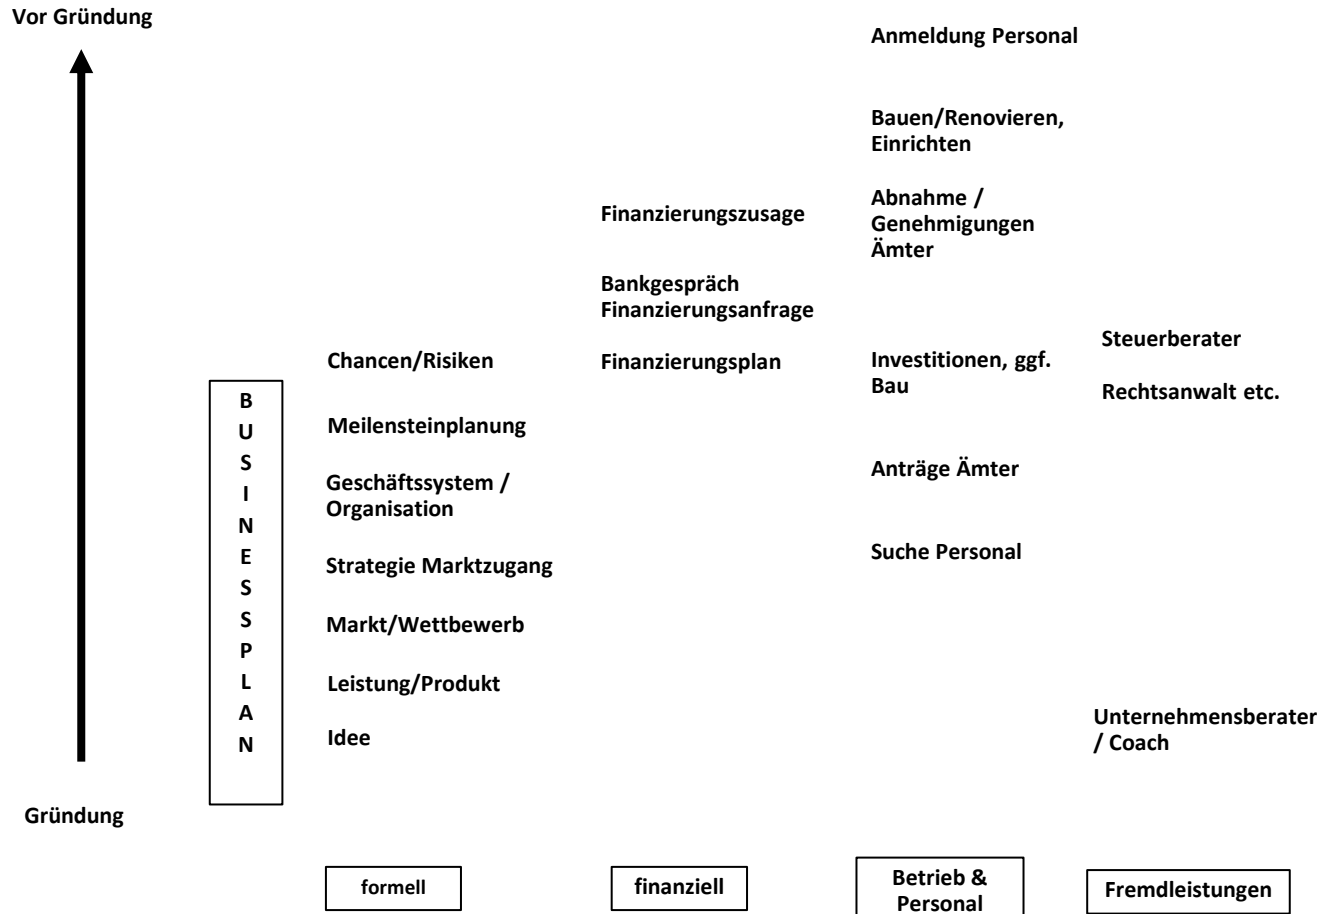 Vor Gründung
Gründung
B
U
S
I
N
E
S
S
P
L
A
N
Chancen/Risiken
Meilensteinplanung
Geschäftssystem /
Organisation
Strategie Marktzugang
Markt/Wettbewerb
Leistung/Produkt
Idee
formell
Finanzierungszusage
Bankgespräch
Finanzierungsanfrage
Finanzierungsplan
finanziell
Anmeldung Personal
Bauen/Renovieren,
Einrichten
Abnahme /
Genehmigungen
Ämter
Investitionen, ggf.
Bau
Anträge Ämter
Suche Personal
Betrieb &
Personal
Steuerberater
Rechtsanwalt etc.
Unternehmensberater
/ Coach
Fremdleistungen